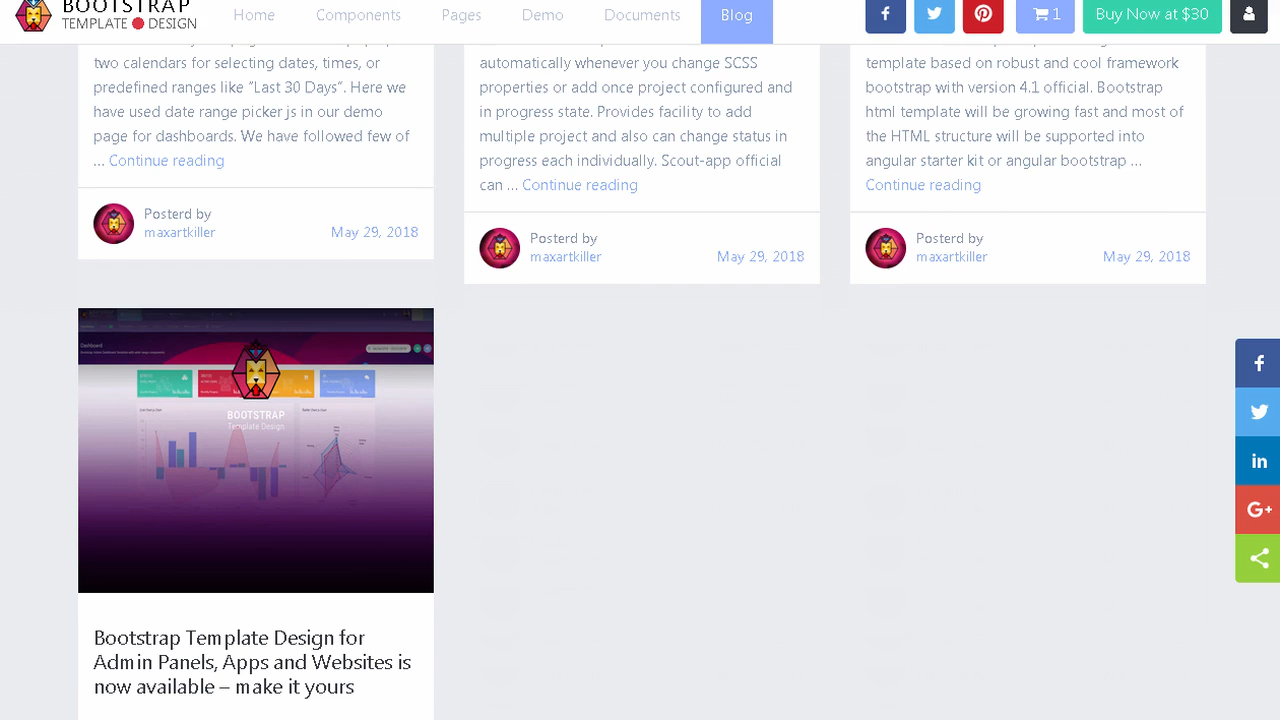 BOOTSTRAP
TEMPLATE DESIGN
Home
Components
Pages
Demo
Documents
Blog
1
Buy Now at $30
two calendars for selecting dates, times, or
predefined ranges like “Last 30 Days”. Here we
have used date range picker js in our demo
page for dashboards. We have followed few of
... Continue reading
Posterd by
maxartkiller
May 29, 2018
automatically whenever you change SCSS
properties or add once project configured and
in progress state. Provides facility to add
multiple project and also can change status in
progress each individually. Scout-app official
can ... Continue reading
Posterd by
maxartkiller
May 29, 2018
template based on robust and cool framework
bootstrap with version 4.1 official. Bootstrap
html template will be growing fast and most of
the HTML structure will be supported into
angular starter kit or angular bootstrap ...
Continue reading
Posterd by
maxartkiller
May 29, 2018
Dashboard
BOOTSTRAP
Template Design
Bootstrap Template Design for
Admin Panels, Apps and Websites is
now available – make it yours